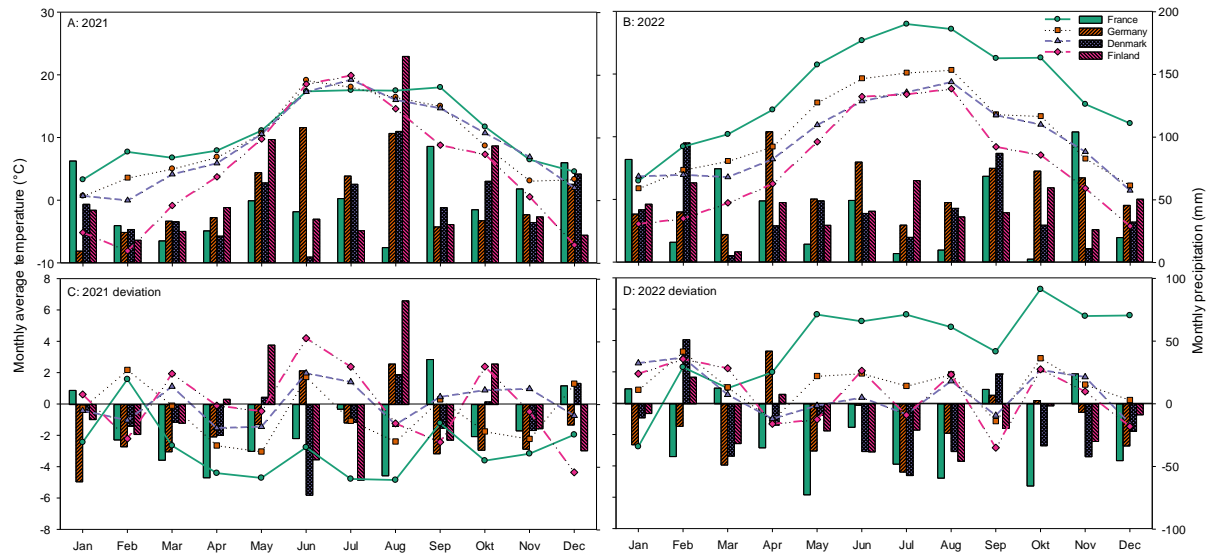 A: 2021
B: 2022
France
Germany
Denmark
Finland
30
20
10
0
-10
200
150
100
50
0
Monthly average temperature (°C)
Monthly precipitation (mm)
C: 2021 deviation
D: 2022 deviation
8
6
4
2
0
-2
-4
-6
-8
100
50
0
-50
-100
Jan Feb Mar Apr May Jun Jul Aug Sep Okt Nov Dec
Jan Feb Mar Apr May Jun Jul Aug Sep Okt Nov Dec